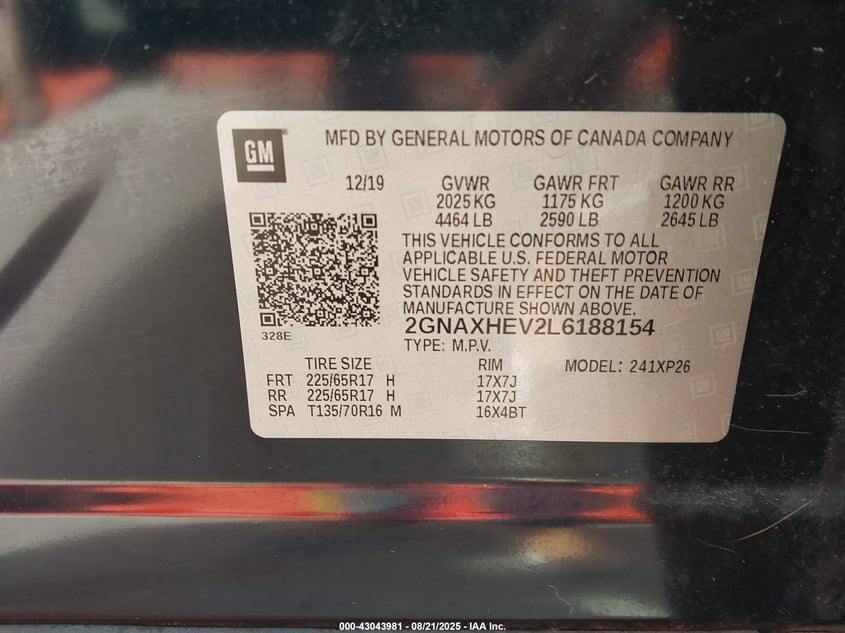 GM
MFD BY GENERAL MOTORS OF CANADA COMPANY
12/19 GVWR GAWR FRT GAWR RR
2025 KG 1175 KG 1200 KG
4464 LB 2590 LB 2645 LB
THIS VEHICLE CONFORMS TO ALL
APPLICABLE U.S. FEDERAL MOTOR
VEHICLE SAFETY AND THEFT PREVENTION
STANDARDS IN EFFECT ON THE DATE OF
MANUFACTURE SHOWN ABOVE.
2GNAXHEV2L6188154
328E
TYPE: M.P.V.
TIRE SIZE RIM MODEL: 241XP26
FRT 225/65R17 H 17X7J
RR 225/65R17 H 17X7J
SPA T135/70R16 M 16X4BT
000-43043981 - 08/21/2025 - IAA Inc.